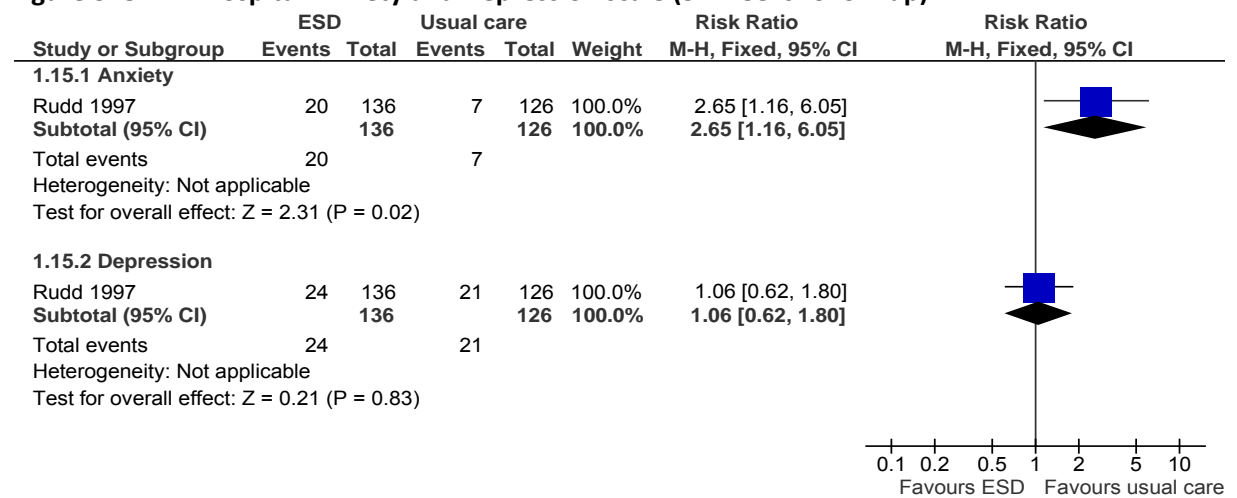 ESD Usual care Risk Ratio Risk Ratio
Study or Subgroup Events Total Events Total Weight M-H, Fixed, 95% CI M-H, Fixed, 95% CI
1.15.1 Anxiety
Rudd 1997 20 136 7 126 100.0% 2.65 [1.16, 6.05]
Subtotal (95% CI) 136 126 100.0% 2.65 [1.16, 6.05]
Total events 20 7
Heterogeneity: Not applicable
Test for overall effect: Z = 2.31 (P = 0.02)
1.15.2 Depression
Rudd 1997 24 136 21 126 100.0% 1.06 [0.62, 1.80]
Subtotal (95% CI) 136 126 100.0% 1.06 [0.62, 1.80]
Total events 24 21
Heterogeneity: Not applicable
Test for overall effect: Z = 0.21 (P = 0.83)
0.1 0.2 0.5 1 2 5 10
Favours ESD Favours usual care